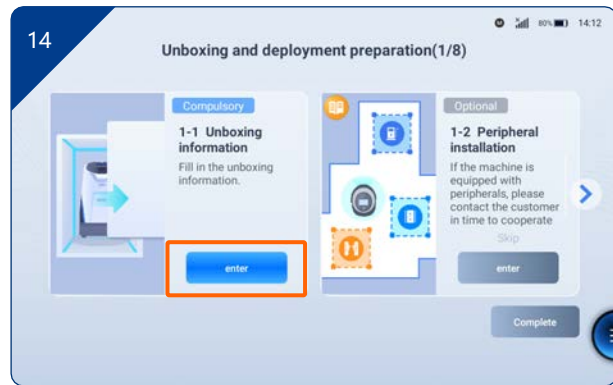 14
80%
14:12
Unboxing and deployment preparation(1/8)
Compulsory
1-1 Unboxing
information
Fill in the unboxing
information.
enter
Optional
1-2 Peripheral
installation
If the machine is
equipped with
peripherals, please
contact the customer
in time to cooperate
Skip
enter
Complete